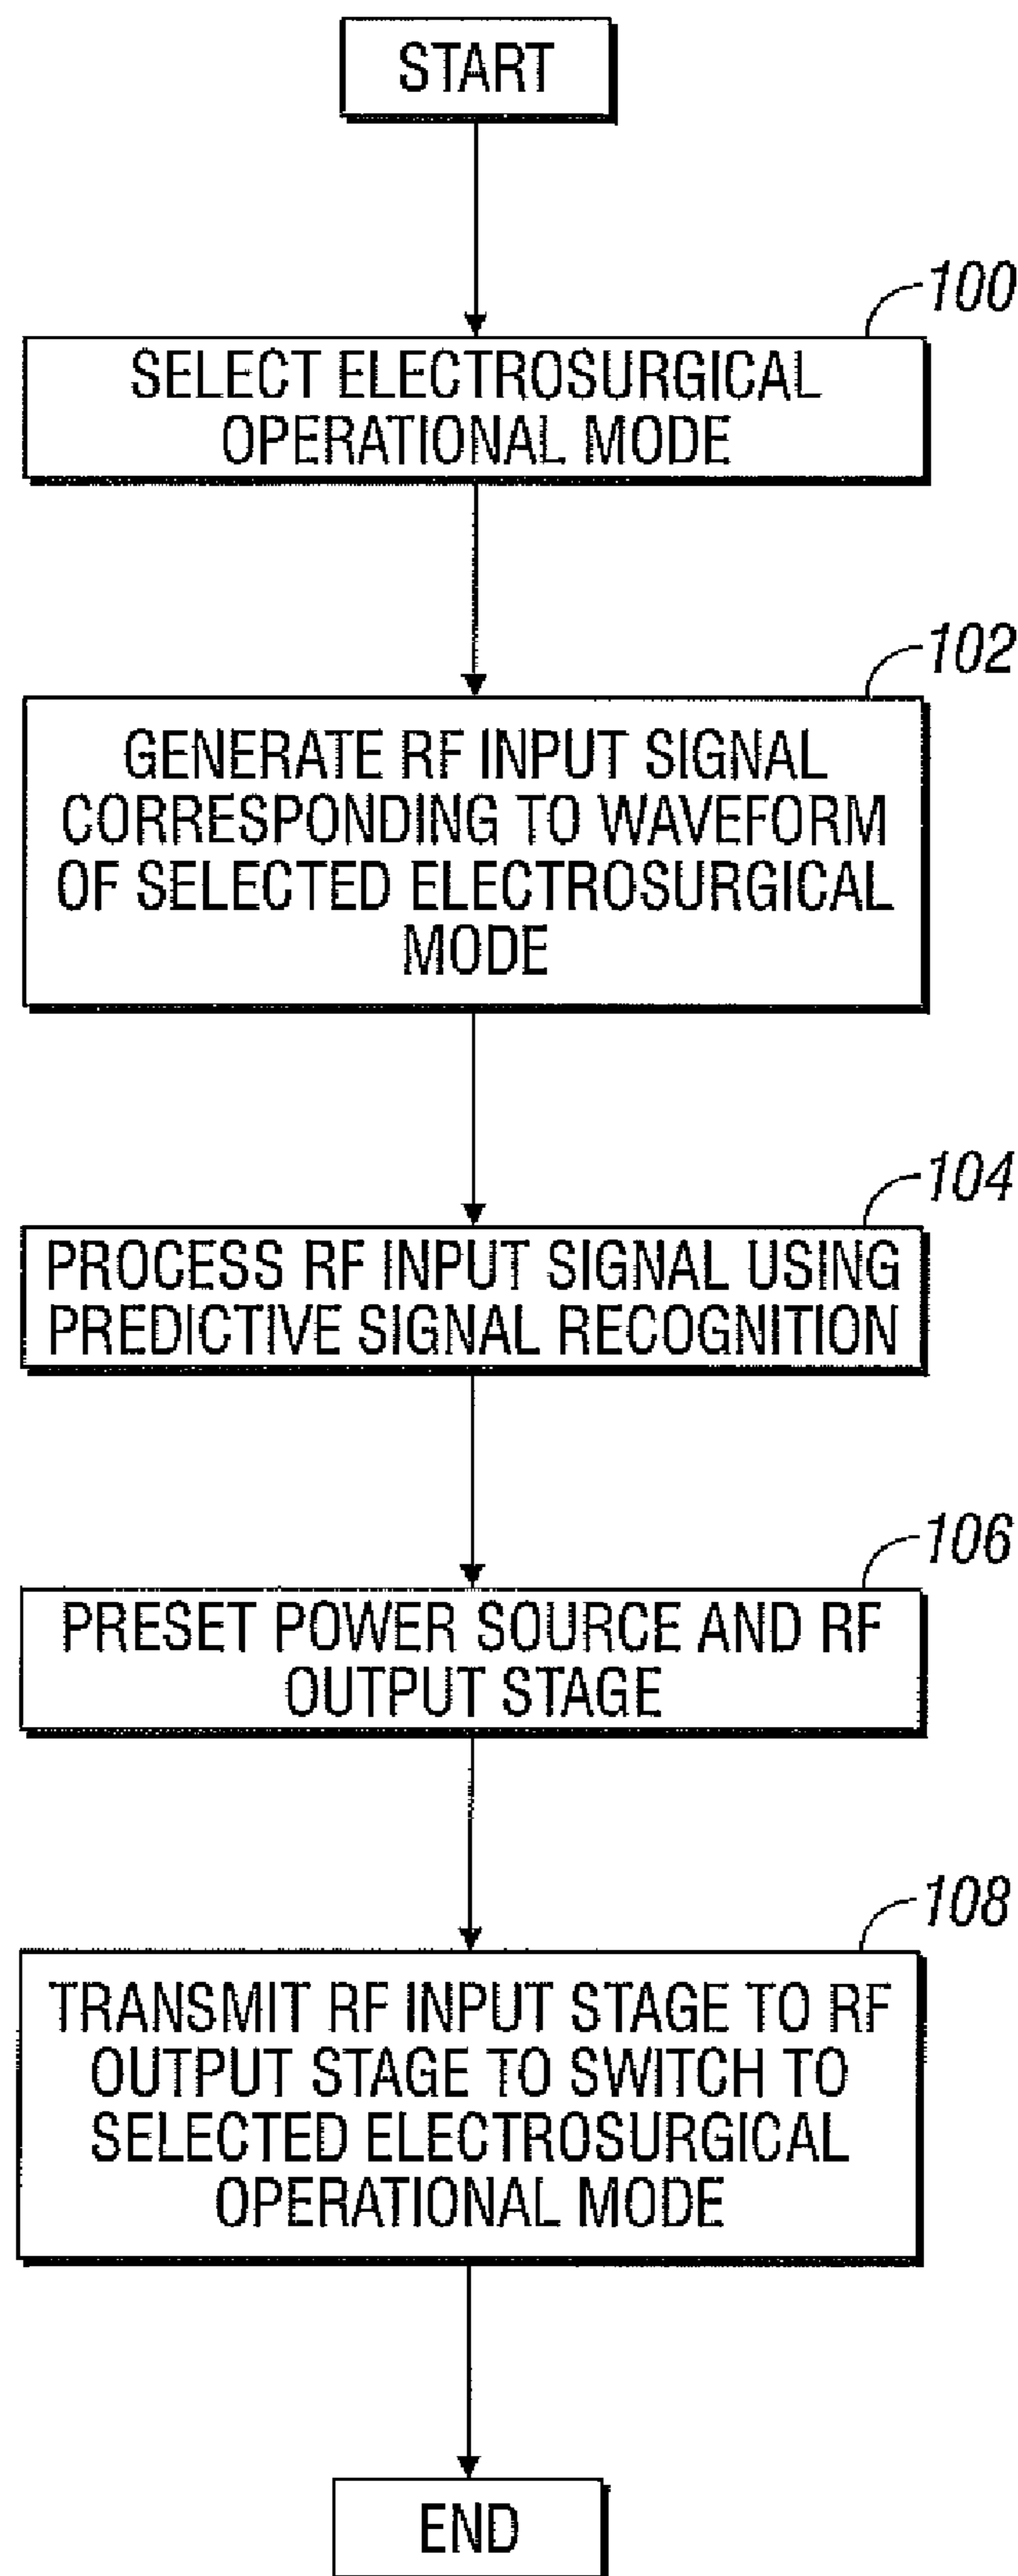 START
100
SELECT ELECTROSURGICAL
OPERATIONAL MODE
102
GENERATE RF INPUT SIGNAL
CORRESPONDING TO WAVEFORM
OF SELECTED ELECTROSURGICAL
MODE
104
PROCESS RF INPUT SIGNAL USING
PREDICTIVE SIGNAL RECOGNITION
106
PRESET POWER SOURCE AND RF
OUTPUT STAGE
108
TRANSMIT RF INPUT STAGE TO RF
OUTPUT STAGE TO SWITCH TO
SELECTED ELECTROSURGICAL
OPERATIONAL MODE
END